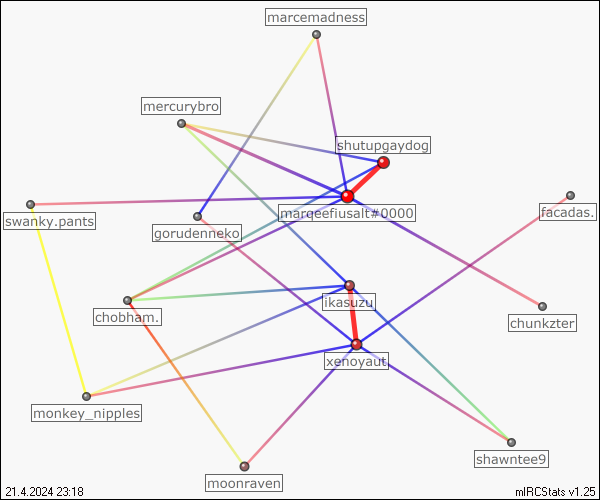 marcemadness
mercurybro
shutupgaydog
marqeefiusalt#0000
facadas.
swanky.pants
gorudenneko
ikasuzu
chobham.
chunkzter
xenoyaut
monkey_nipples
shawntee9
moonraven
21.4.2024 23:18
mIRCStats v1.25